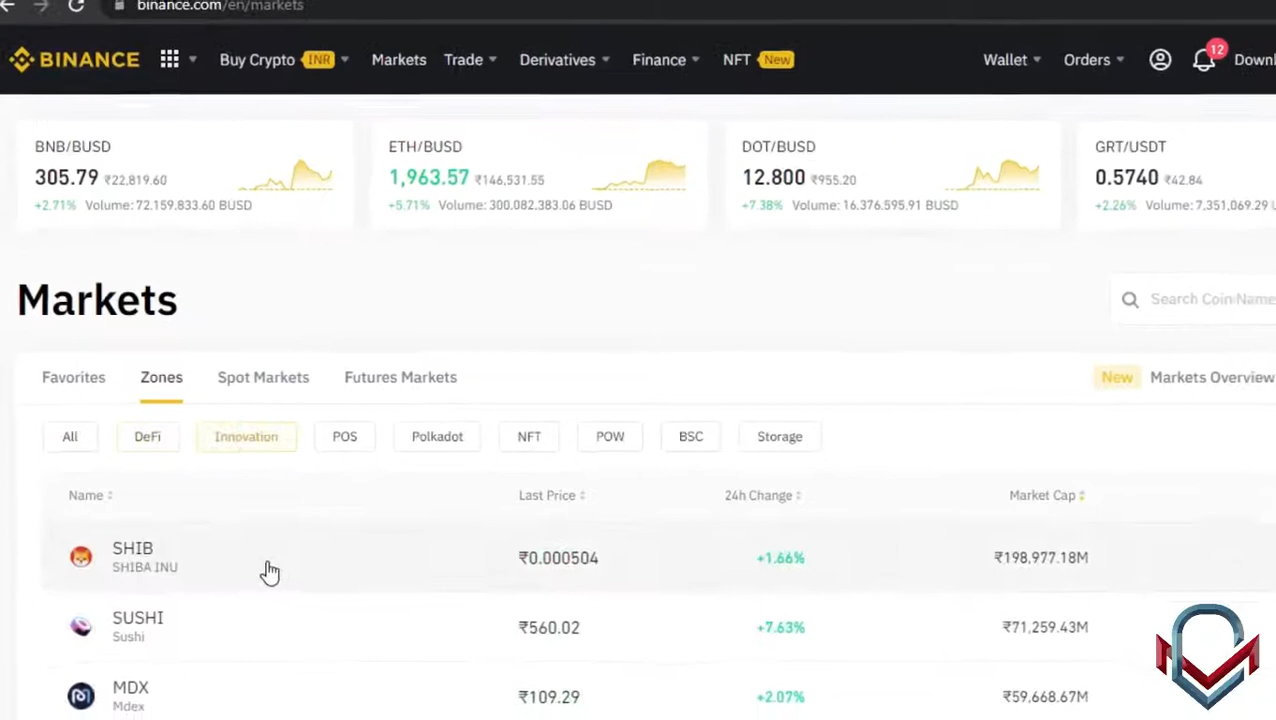 binance.com/en/markets
BINANCE Buy Crypto INR Markets Trade Derivatives Finance NFT New Wallet Orders 12 Downl
BNB/BUSD ETH/BUSD DOT/BUSD GRT/USDT
305.79 ₹22,819.60 1,963.57 ₹146,531.55 12.800 ₹955.20 0.5740 ₹42.84
+2.71% Volume: 72.159,833.60 BUSD +5.71% Volume: 300.082,383.06 BUSD +7.38% Volume: 16.376,595.91 BUSD +2.26% Volume: 7,351,069.29
Markets
Search Coin Name
Favorites Zones Spot Markets Futures Markets New Markets Overview
All DeFi Innovation POS Polkadot NFT POW BSC Storage
Name Last Price 24h Change Market Cap
SHIB
SHIBA INU ₹0.000504 +1.66% ₹198,977.18M
SUSHI
Sushi ₹560.02 +7.63% ₹71,259.43M
MDX
Mdex ₹109.29 +2.07% ₹59,668.67M